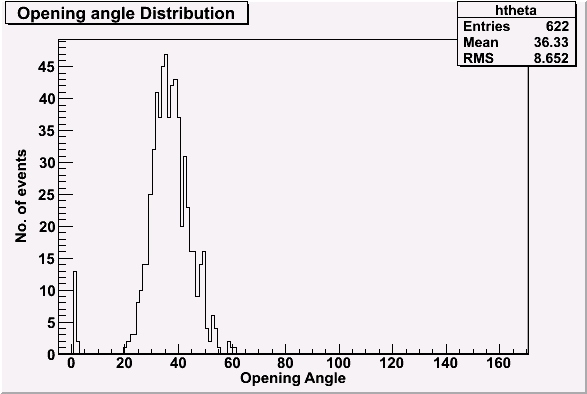 Opening angle Distribution
htheta
Entries 622
Mean 36.33
RMS 8.652
No. of events
45
40
35
30
25
20
15
10
5
0
0 20 40 60 80 100 120 140 160
Opening Angle